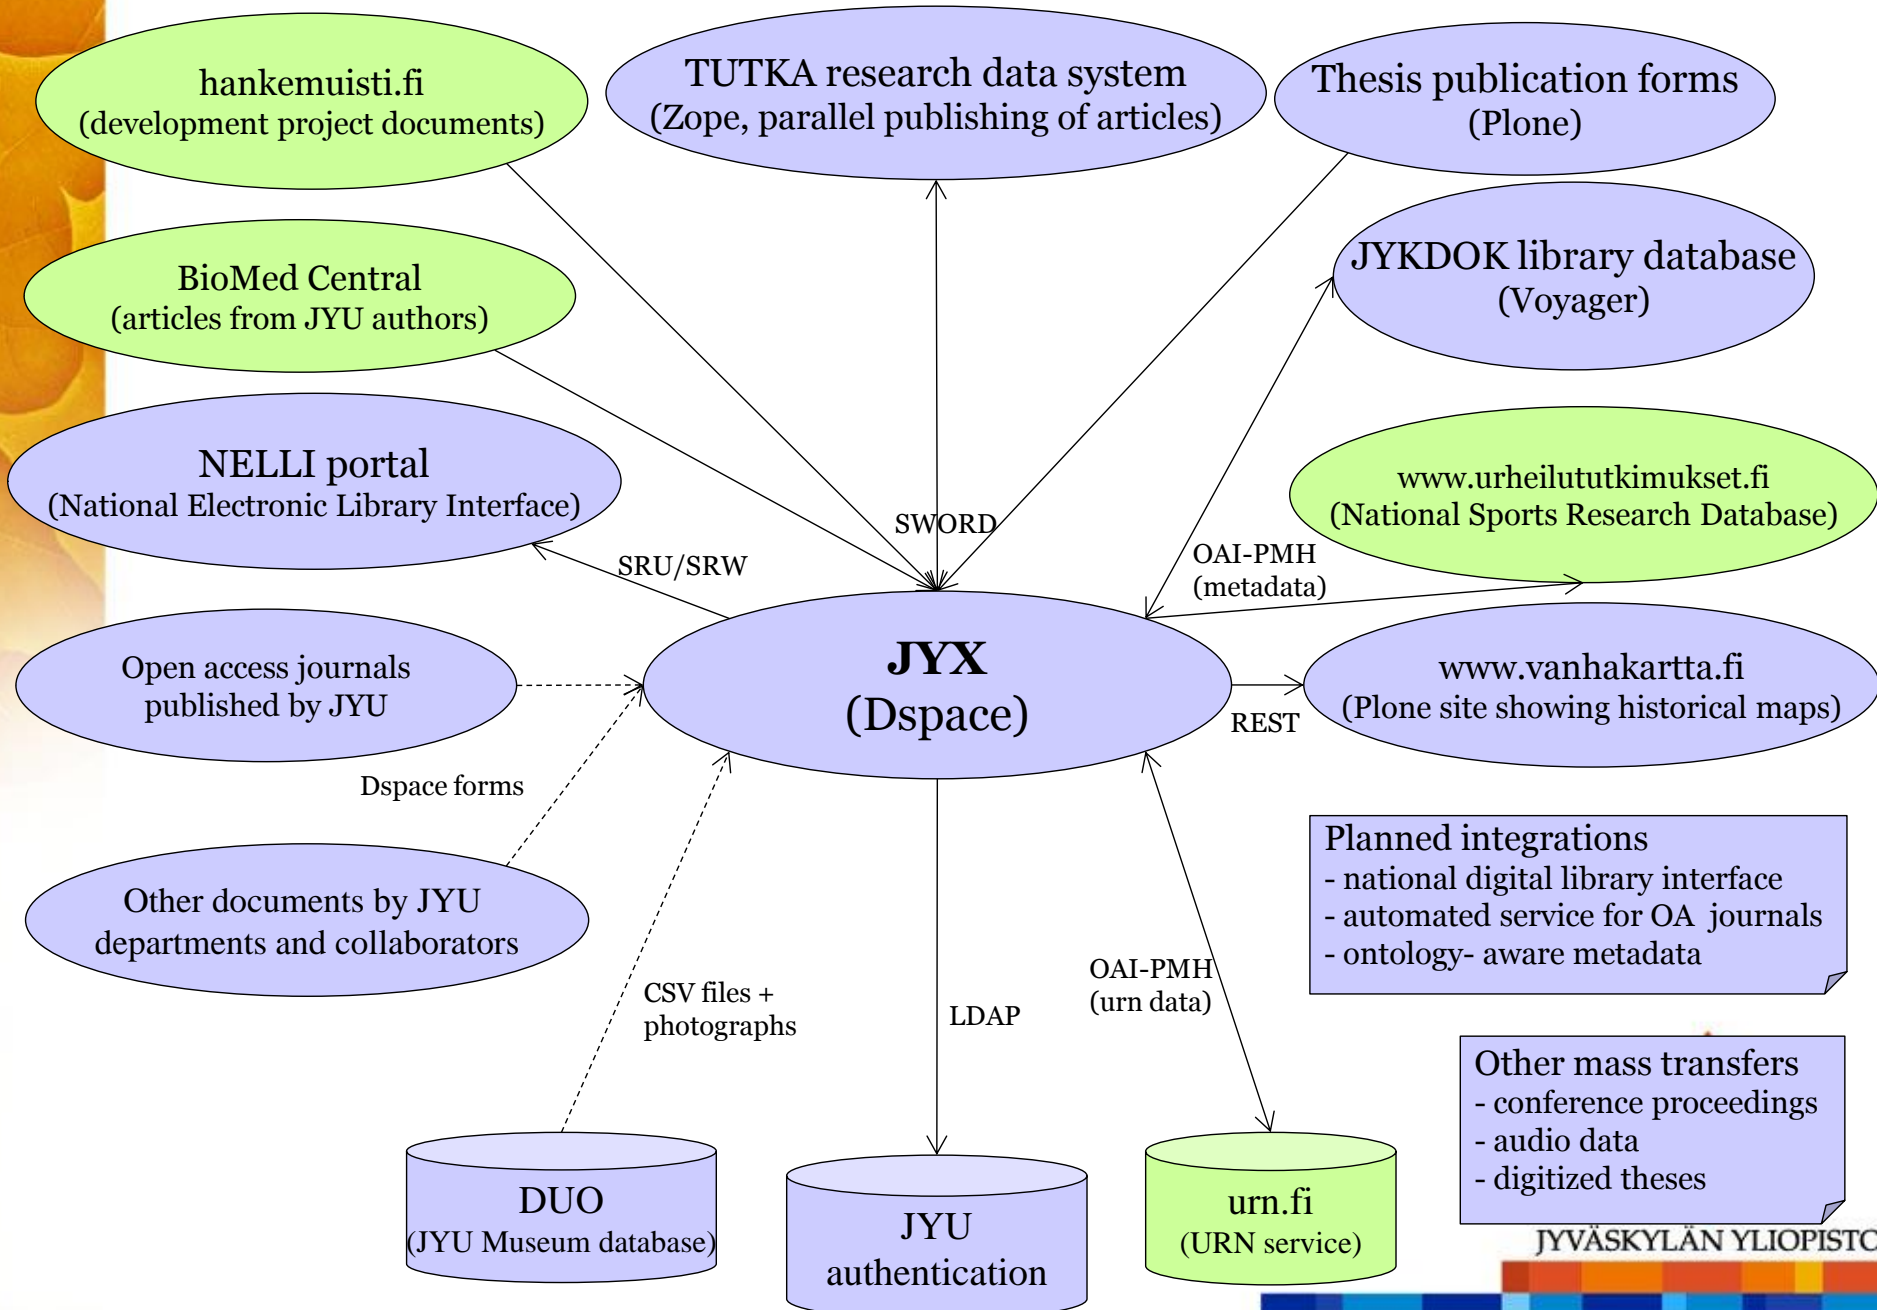 hankemuisti.fi
(development project documents)
TUTKA research data system
(Zope, parallel publishing of articles)
Thesis publication forms
(Plone)
BioMed Central
(articles from JYU authors)
JYKDOK library database
(Voyager)
NELLI portal
(National Electronic Library Interface)
www.urheilututkimukset.fi
(National Sports Research Database)
SWORD
SRU/SRW
OAI-PMH
(metadata)
Open access journals
published by JYU
JYX
(Dspace)
www.vanhakartta.fi
(Plone site showing historical maps)
REST
Dspace forms
Other documents by JYU
departments and collaborators
Planned integrations
- national digital library interface
- automated service for OA  journals
- ontology- aware metadata
CSV files +
photographs
LDAP
OAI-PMH
(urn data)
Other mass transfers
- conference proceedings
- audio data
- digitized theses
DUO
(JYU Museum database)
JYU
authentication
urn.fi
(URN service)
JYVÄSKYLÄN YLIOPISTO